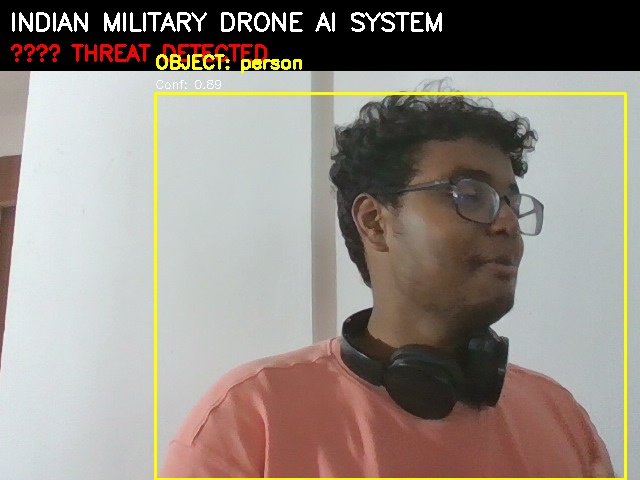 INDIAN MILITARY DRONE AI SYSTEM
???? THREAT DETECTED
OBJECT: person
Conf: 0.89